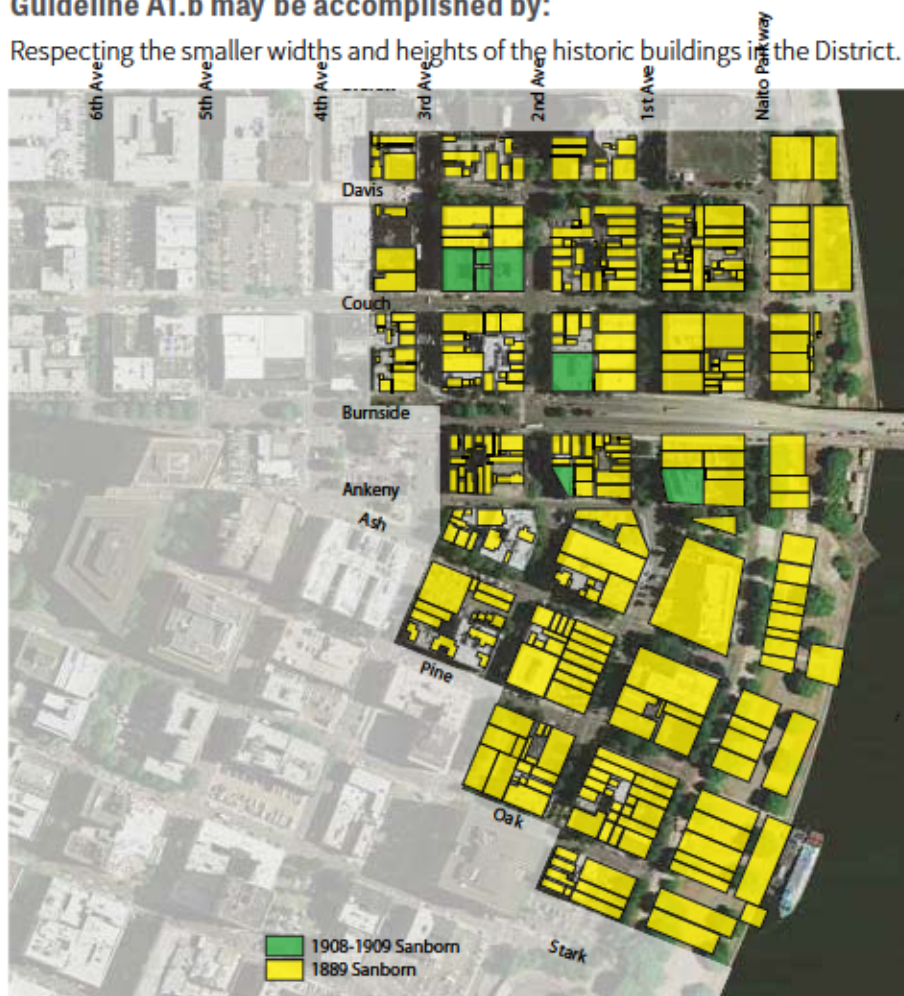 Guideline A1.b may be accomplished by:
Respecting the smaller widths and heights of the historic buildings in the District.
6th Ave
5th Ave
4th Ave
3rd Ave
2nd Ave
1st Ave
Naito Parkway
Davis
Couch
Burnside
Ankeny
Ash
Pine
Oak
Stark
1908-1909 Sanborn
1889 Sanborn